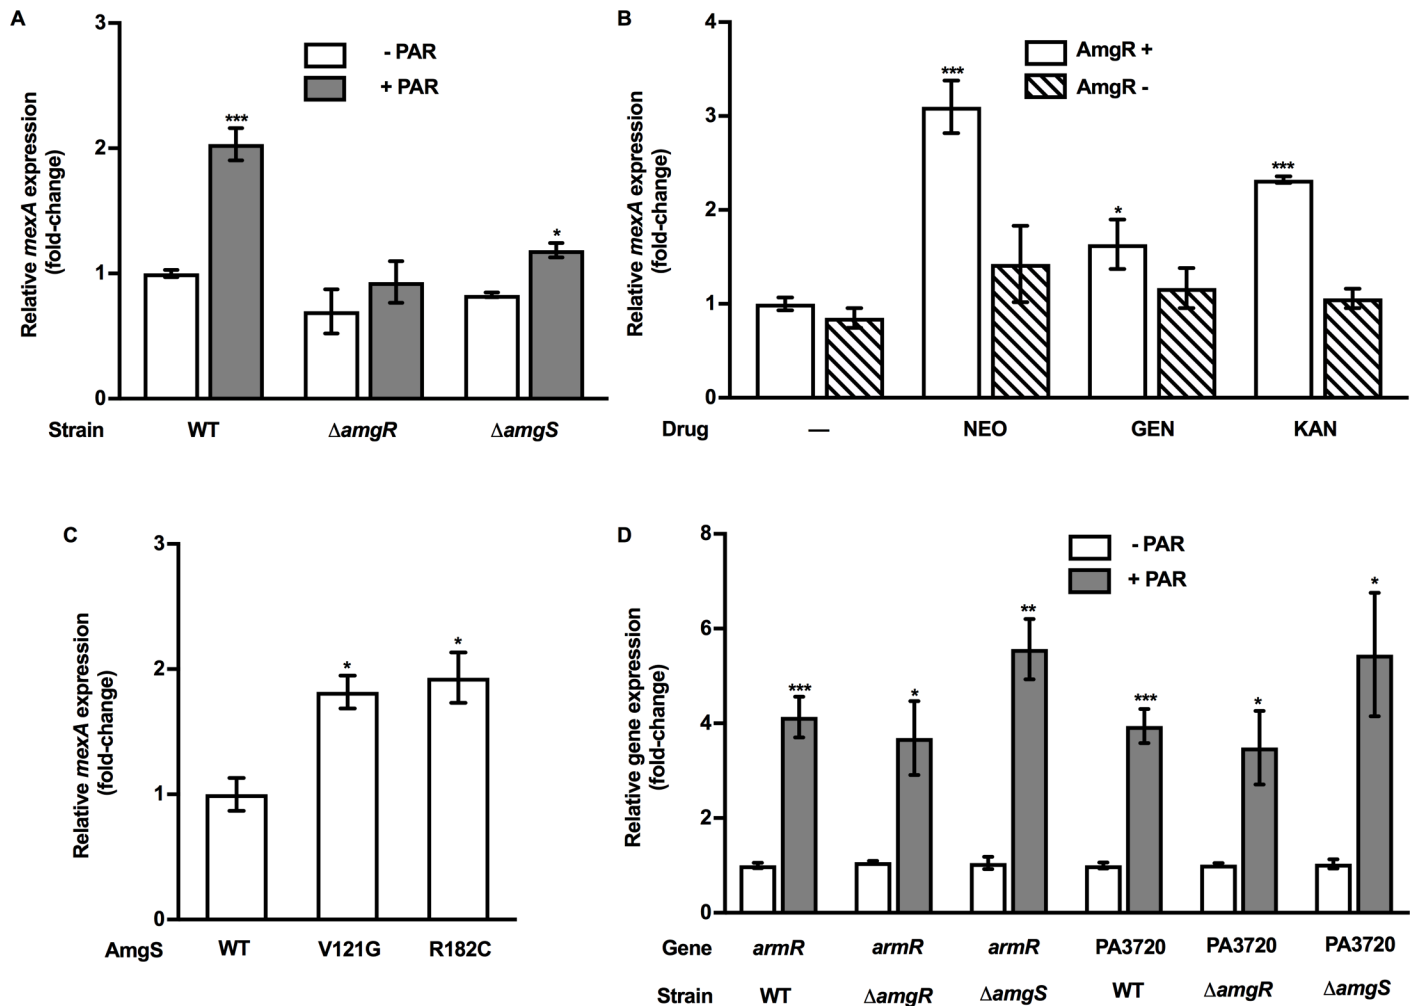 A
3
2
1
0
Relative mexA expression
(fold-change)
- PAR
+ PAR
***
*
Strain WT ΔamgR ΔamgS
B
4
3
2
1
0
Relative mexA expression
(fold-change)
AmgR +
AmgR -
***
*
***
Drug — NEO GEN KAN
C
3
2
1
0
Relative mexA expression
(fold-change)
*
*
AmgS WT V121G R182C
D
8
6
4
2
0
Relative gene expression
(fold-change)
- PAR
+ PAR
***
*
**
***
*
*
Gene armR armR armR PA3720 PA3720 PA3720
Strain WT ΔamgR ΔamgS WT ΔamgR ΔamgS